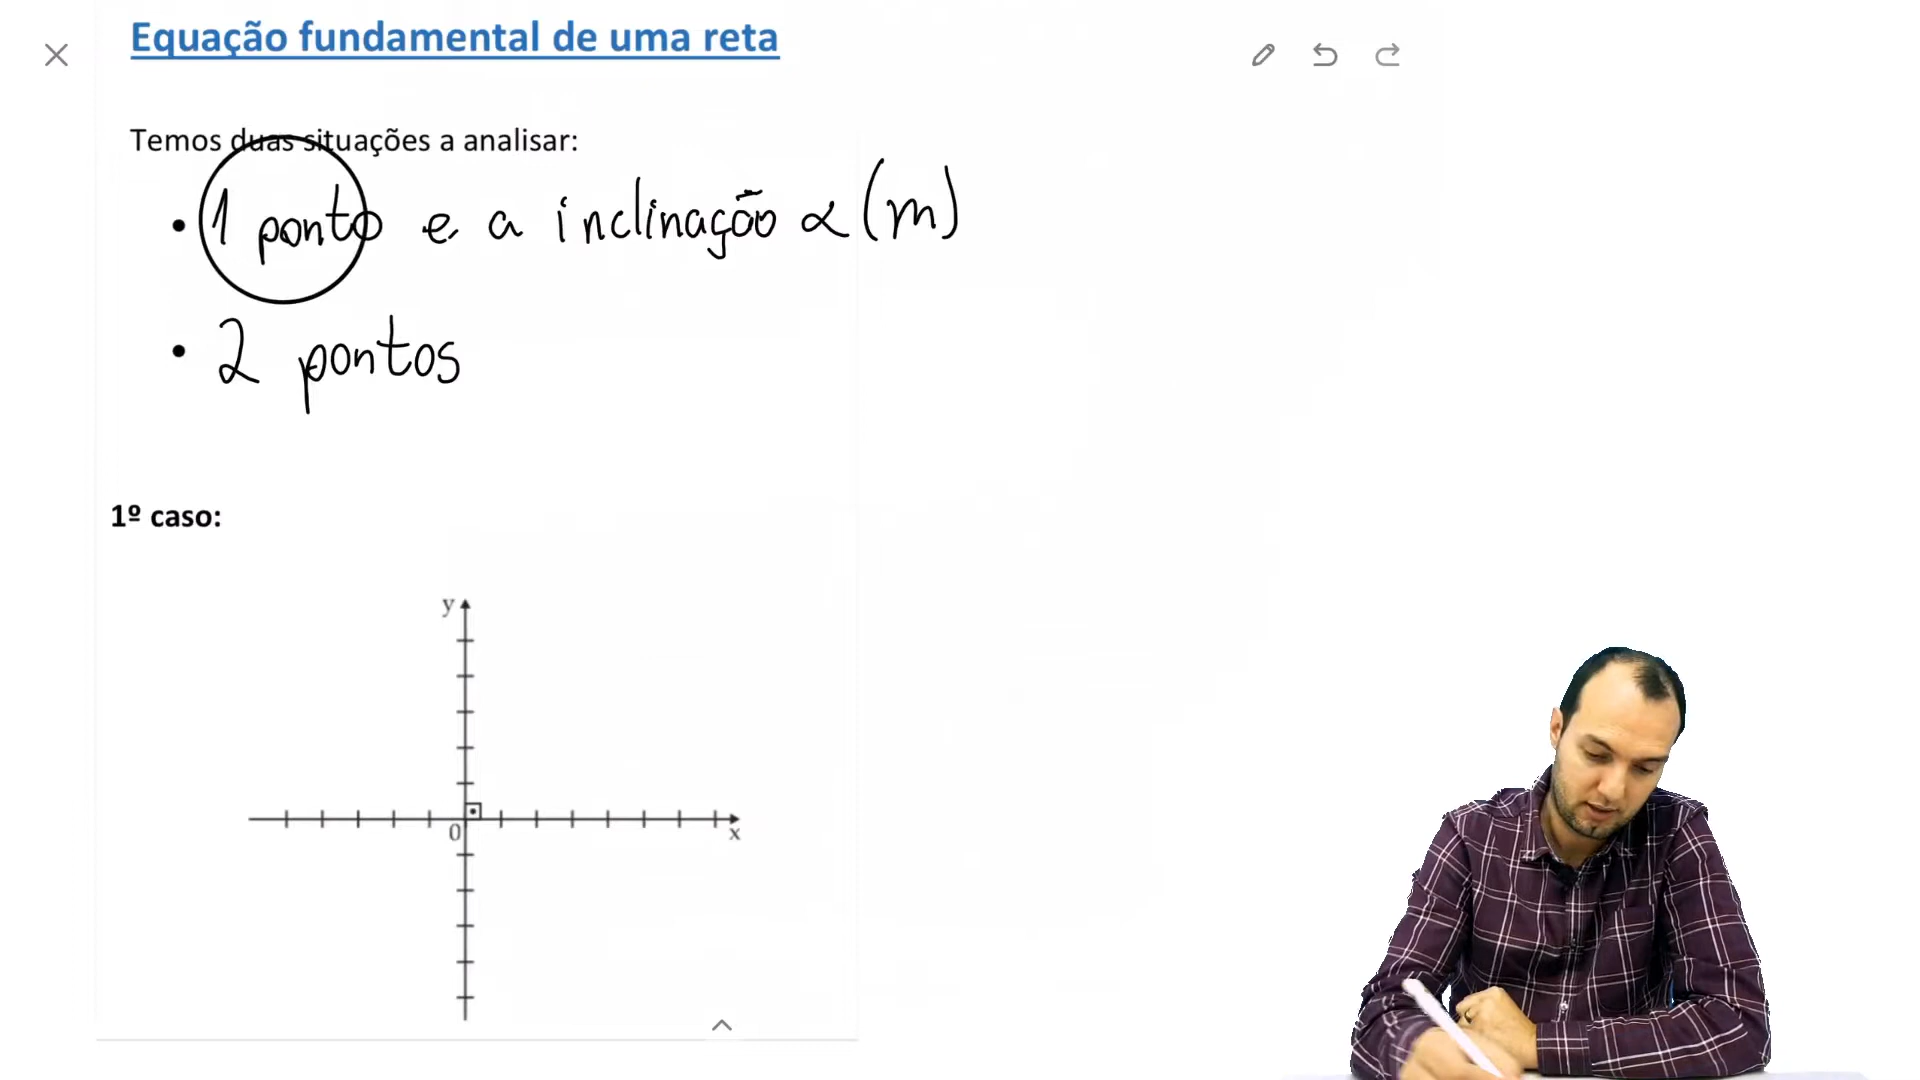 Equação fundamental de uma reta
Temos duas situações a analisar:
• 1 ponto e a inclinação α (m)
• 2 pontos
1º caso:
y
0
x